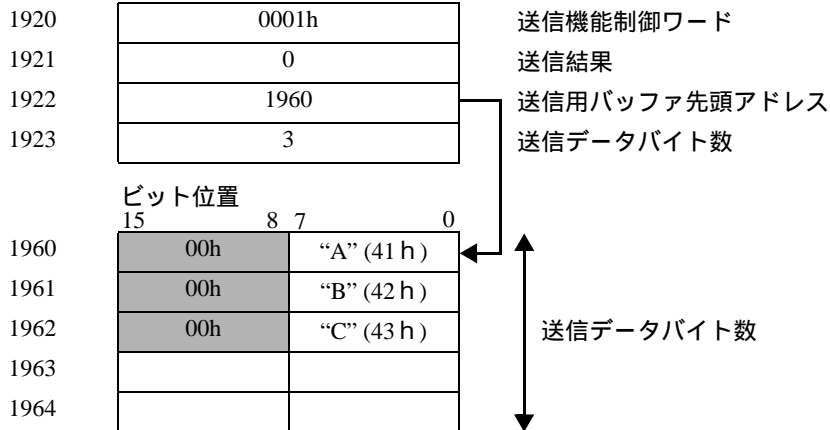 1920 0001h 送信機能制御ワード
1921 0 送信結果
1922 1960 送信用バッファ先頭アドレス
1923 3 送信データバイト数
ビット位置
15 8 7 0
1960 00h “A” (41ｈ)
1961 00h “B” (42ｈ)
1962 00h “C” (43ｈ) 送信データバイト数
1963
1964